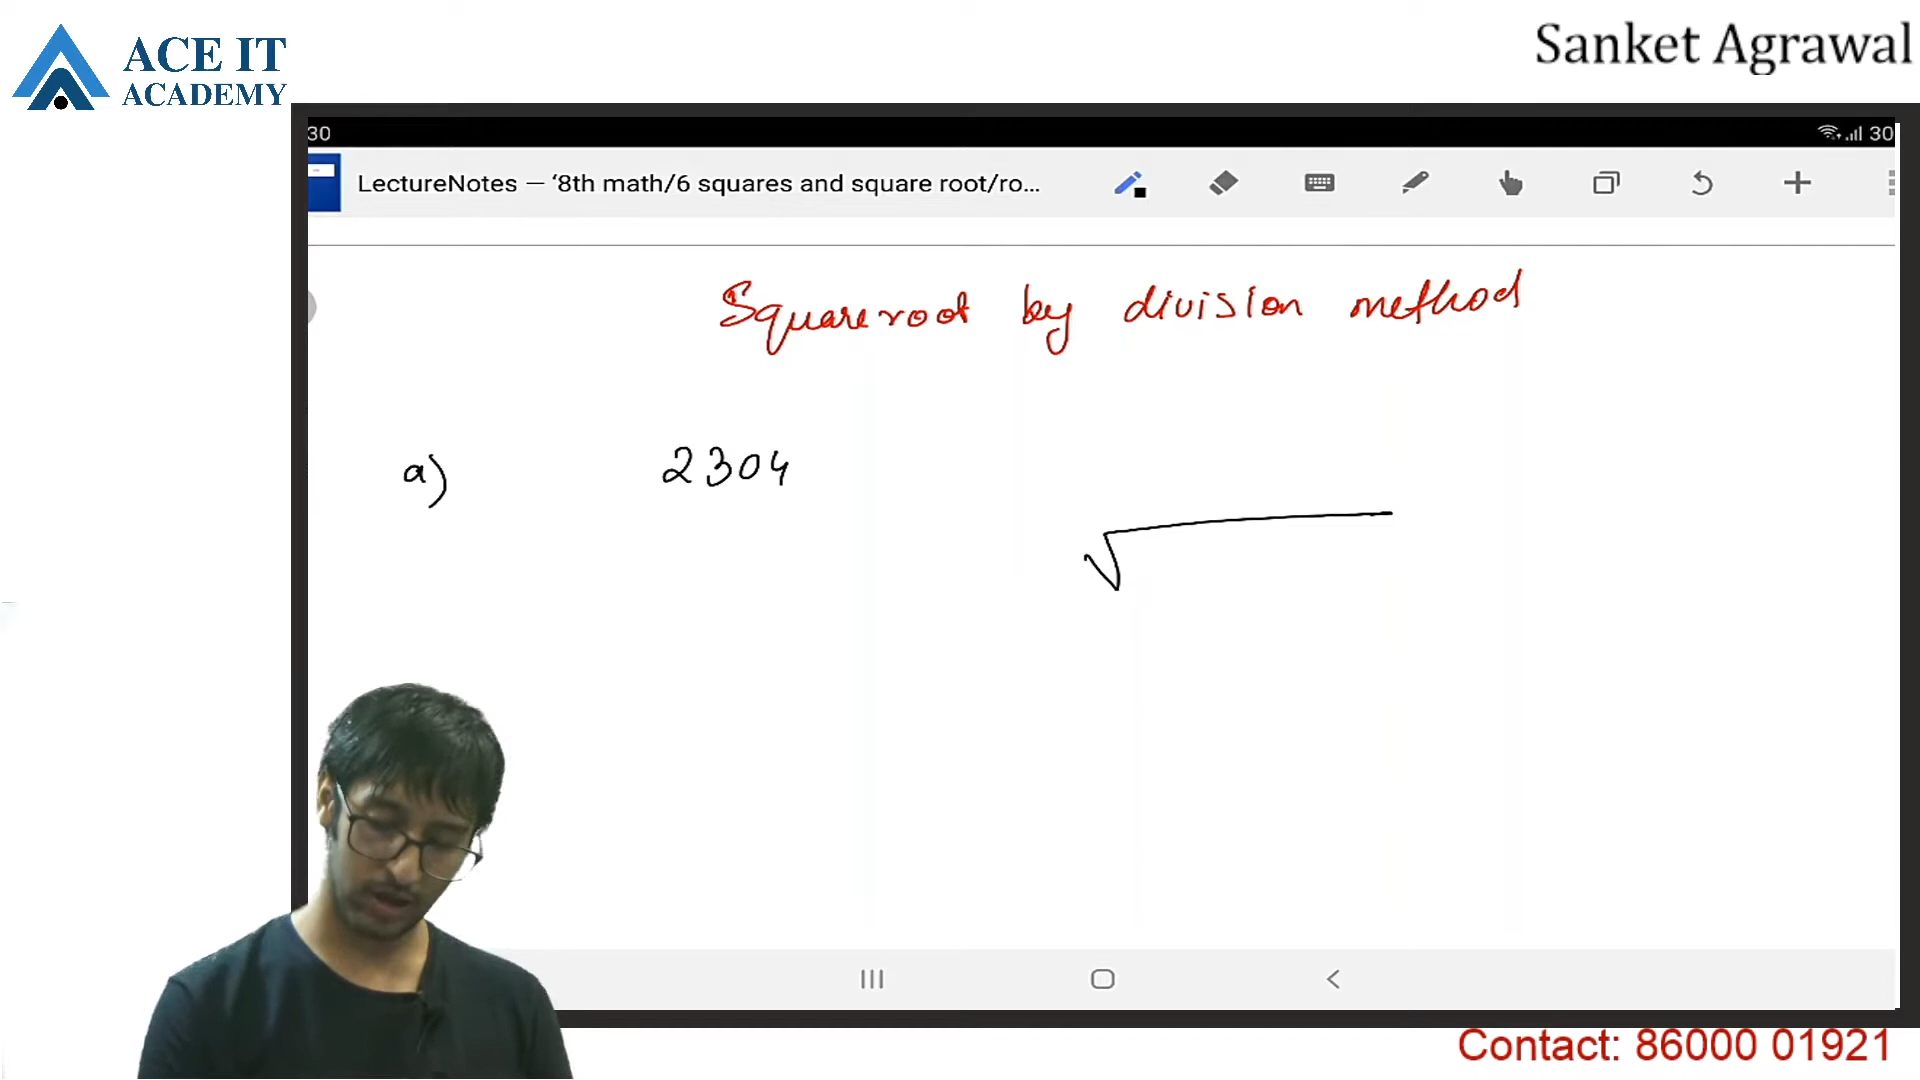 ACE IT
ACADEMY
Sanket Agrawal
30
30
LectureNotes — ‘8th math/6 squares and square root/ro...
Squareroot by division method
a) 2304
√
Contact: 86000 01921